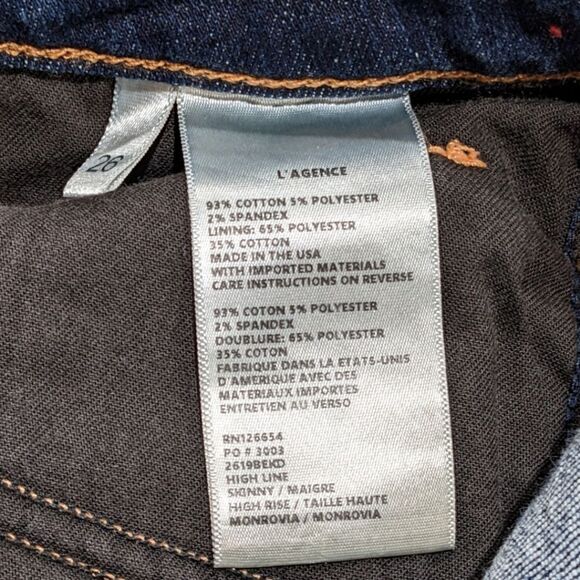 26
L'AGENCE
93% COTTON 5% POLYESTER
2% SPANDEX
LINING: 65% POLYESTER
35% COTTON
MADE IN THE USA
WITH IMPORTED MATERIALS
CARE INSTRUCTIONS ON REVERSE
93% COTON 5% POLYESTER
2% SPANDEX
DOUBLURE: 65% POLYESTER
35% COTON
FABRIQUE DANS LA ETATS-UNIS
D'AMERIQUE AVEC DES
MATERIAUX IMPORTES
ENTRETIEN AU VERSO
RN126654
PO # 3003
2619BEKD
HIGH LINE
SKINNY / MAIGRE
HIGH RISE / TAILLE HAUTE
MONROVIA / MONROVIA